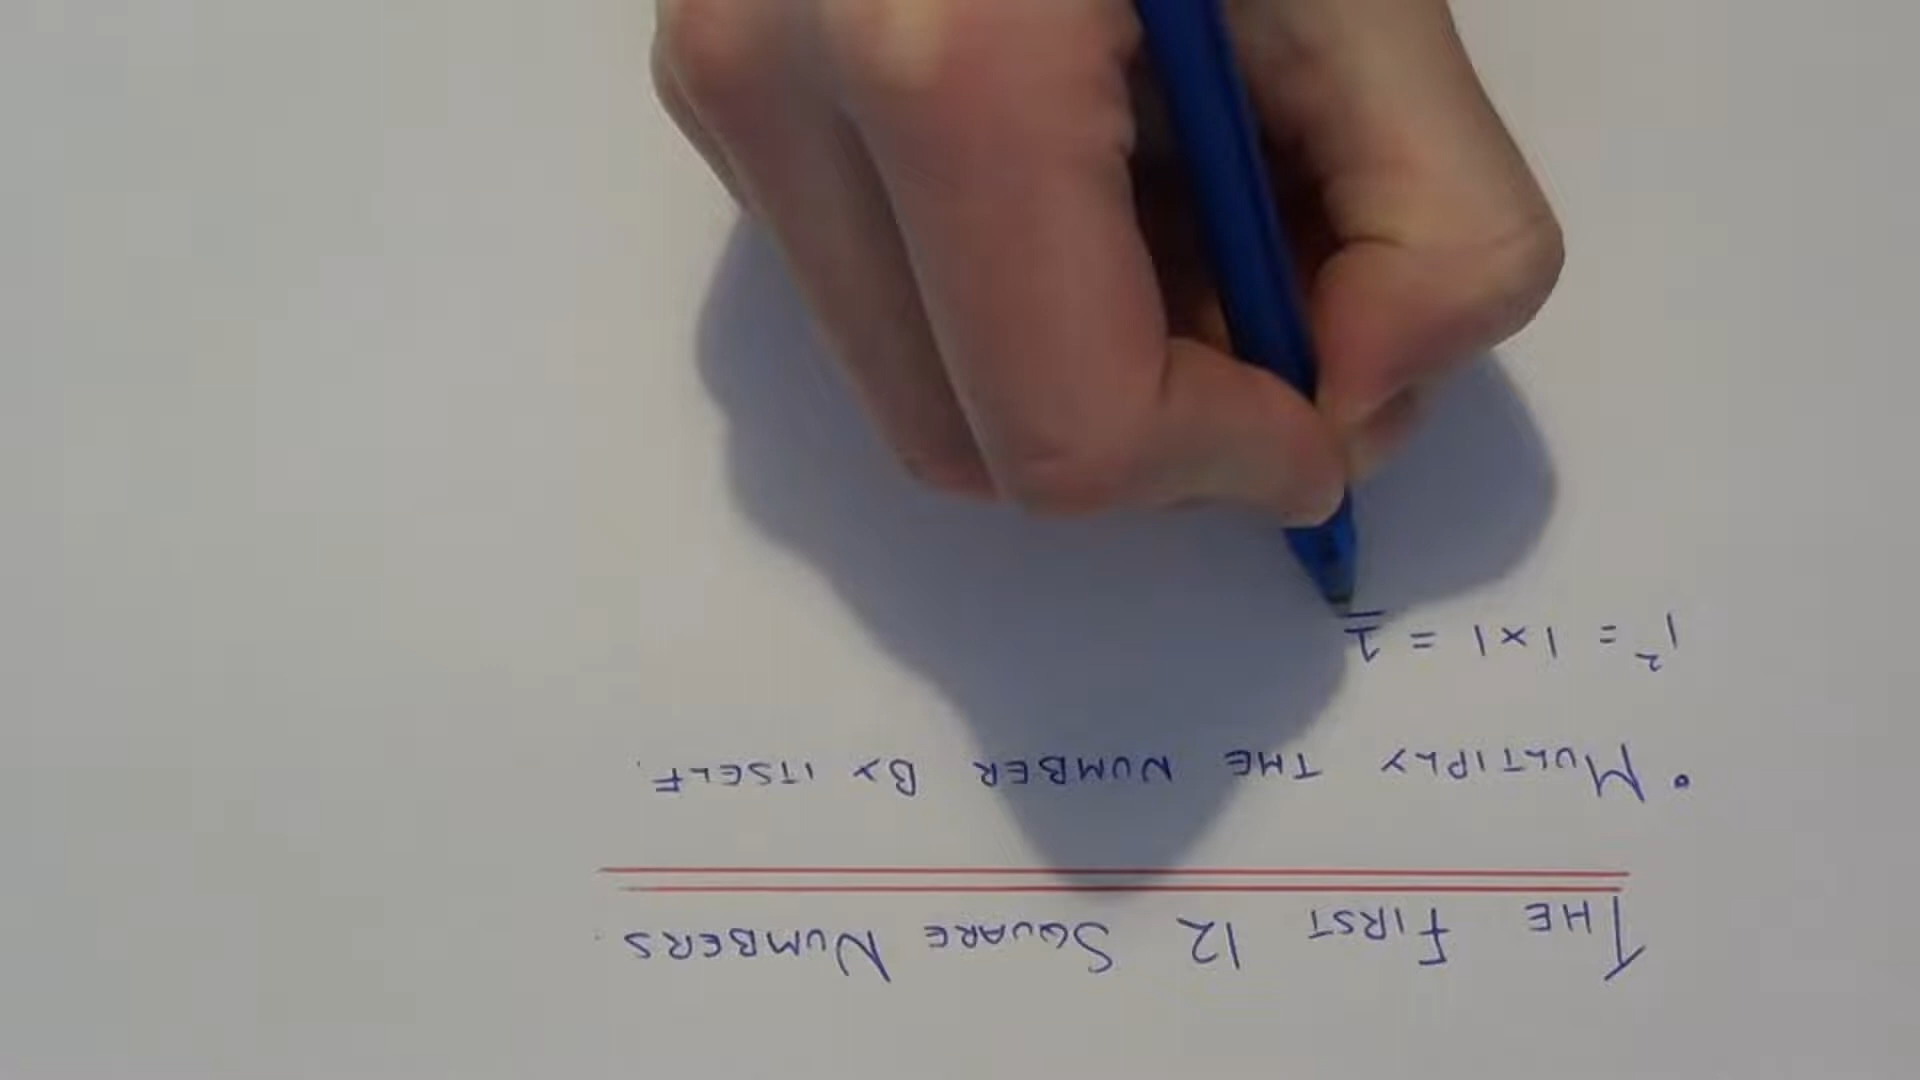 THE FIRST 12 SQUARE NUMBERS.
• MULTIPLY THE NUMBER BY ITSELF.
1² = 1 × 1 = 1